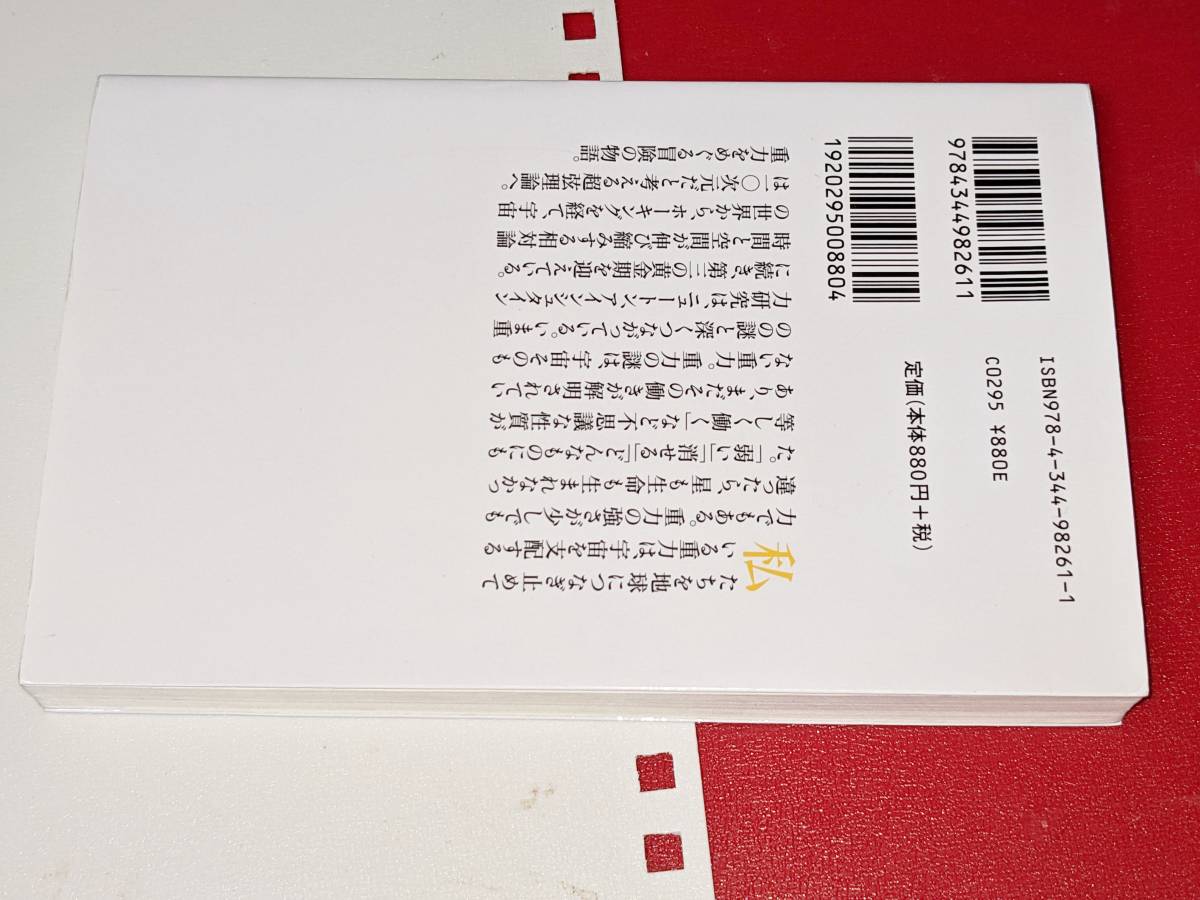 9784344982611
1920295008804
ISBN978-4-344-98261-1
C0295 ¥880E
定価(本体880円+税)
私たちを地球につなぎ止めて
いる重力は、宇宙を支配する
力でもある。重力の強さが少しでも
違ったら、星も生命も生まれなかっ
た。「弱い」「消せる」「どんなものにも
等しく働く」など不思議な性質が
あり、まだその働きが解明されてい
ない重力。重力の謎は、宇宙そのも
のの謎と深くつながっている。いま重
力研究は、ニュートン、アインシュタイン
に続き、第三の黄金期を迎えている。
時間と空間が伸び縮みする相対論
の世界から、ホーキングを経て、宇宙
は一〇次元だと考える超弦理論へ。
重力をめぐる冒険の物語。